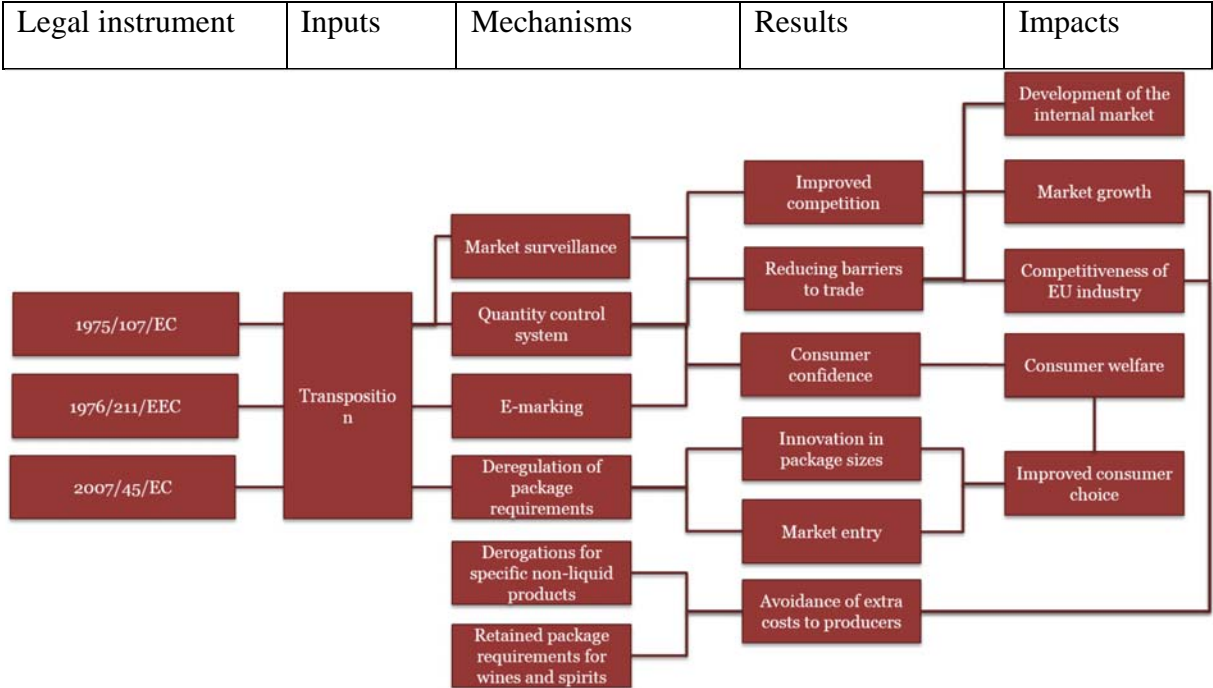 Legal instrument
Inputs
Mechanisms
Results
Impacts
1975/107/EC
1976/211/EEC
2007/45/EC
Transpositio
n
Market surveillance
Quantity control
system
E-marking
Deregulation of
package
requirements
Derogations for
specific non-liquid
products
Retained package
requirements for
wines and spirits
Improved
competition
Reducing barriers
to trade
Consumer
confidence
Innovation in
package sizes
Market entry
Avoidance of extra
costs to producers
Development of the
internal market
Market growth
Competitiveness of
EU industry
Consumer welfare
Improved consumer
choice